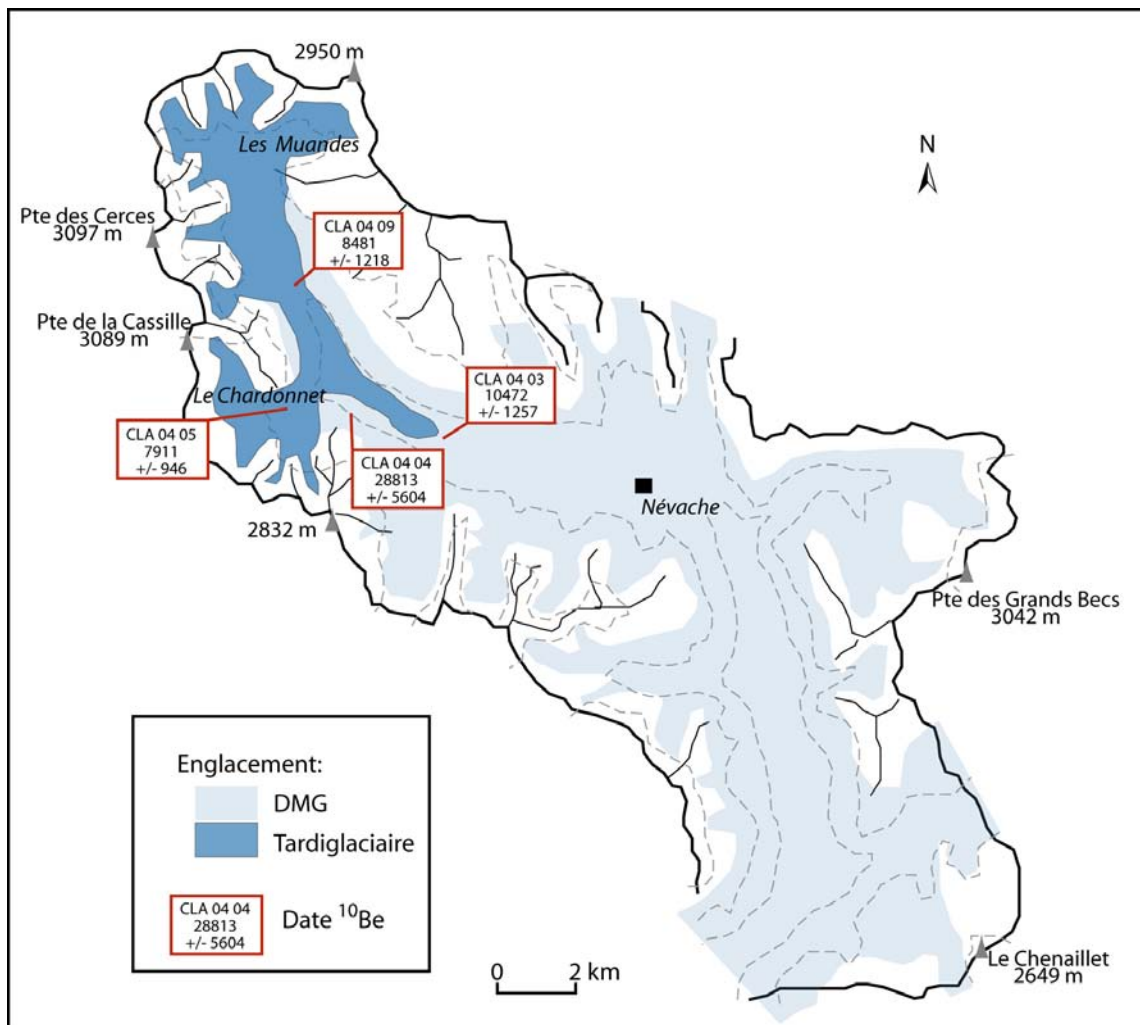 2950 m
N
Les Muandes
Pte des Cerces
3097 m
CLA 04 09
8481
+/- 1218
Pte de la Cassille
3089 m
CLA 04 03
10472
+/- 1257
Le Chardonnet
CLA 04 05
7911
+/- 946
CLA 04 04
28813
+/- 5604
Névache
2832 m
Pte des Grands Becs
3042 m
Englacement:
DMG
Tardiglaciaire
CLA 04 04
28813
+/- 5604
Date ¹⁰Be
0 2 km
Le Chenaillet
2649 m